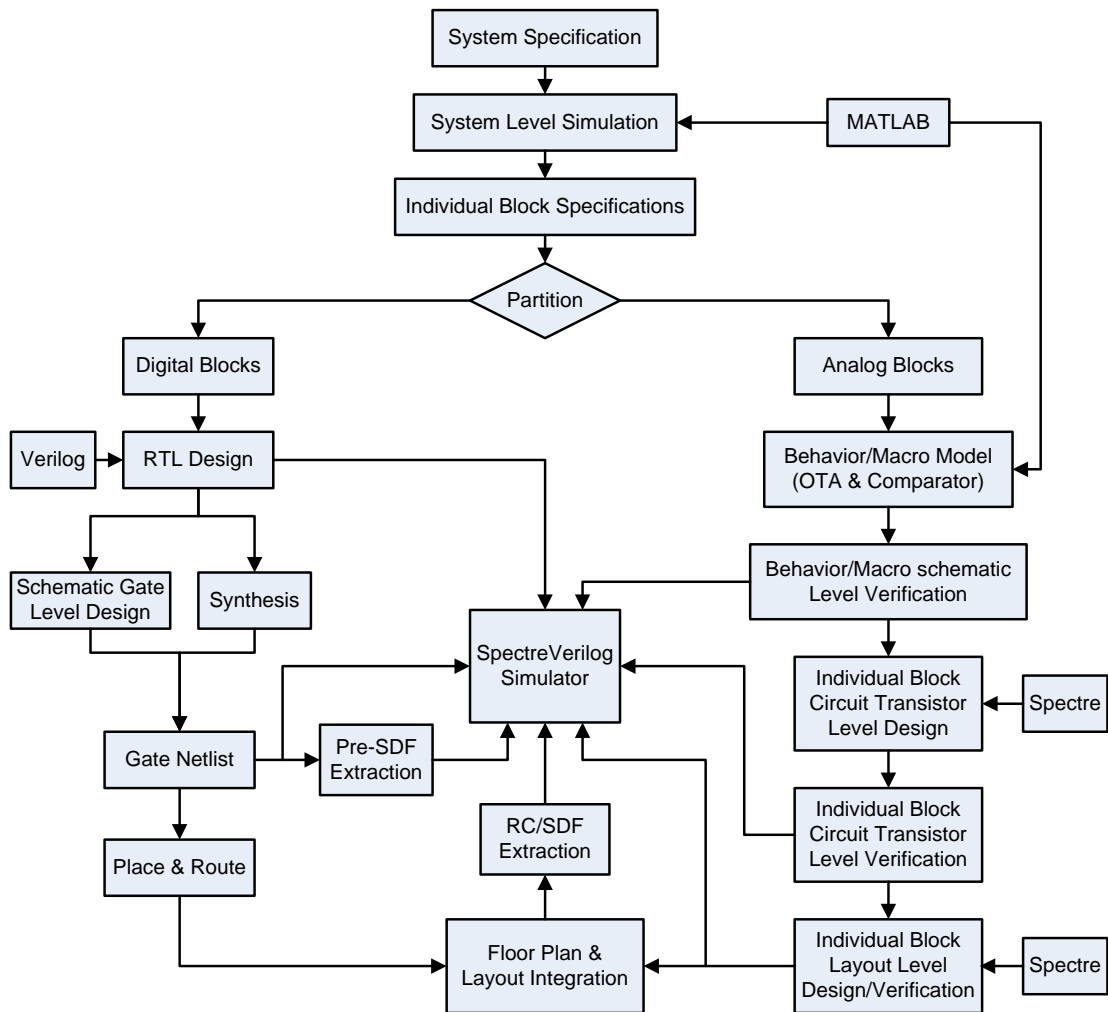 System Specification
System Level Simulation
MATLAB
Individual Block Specifications
Partition
Digital Blocks
Analog Blocks
Verilog
RTL Design
Behavior/Macro Model
(OTA & Comparator)
Schematic Gate
Level Design
Synthesis
Behavior/Macro schematic
Level Verification
SpectreVerilog
Simulator
Individual Block
Circuit Transistor
Level Design
Spectre
Gate Netlist
Pre-SDF
Extraction
RC/SDF
Extraction
Individual Block
Circuit Transistor
Level Verification
Place & Route
Floor Plan &
Layout Integration
Individual Block
Layout Level
Design/Verification
Spectre